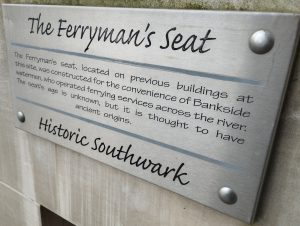 The Ferryman's Seat
The Ferryman's seat, located on previous buildings at
this site, was constructed for the convenience of Bankside
watermen, who operated ferrying services across the river.
The seat's age is unknown, but it is thought to have
ancient origins.
Historic Southwark